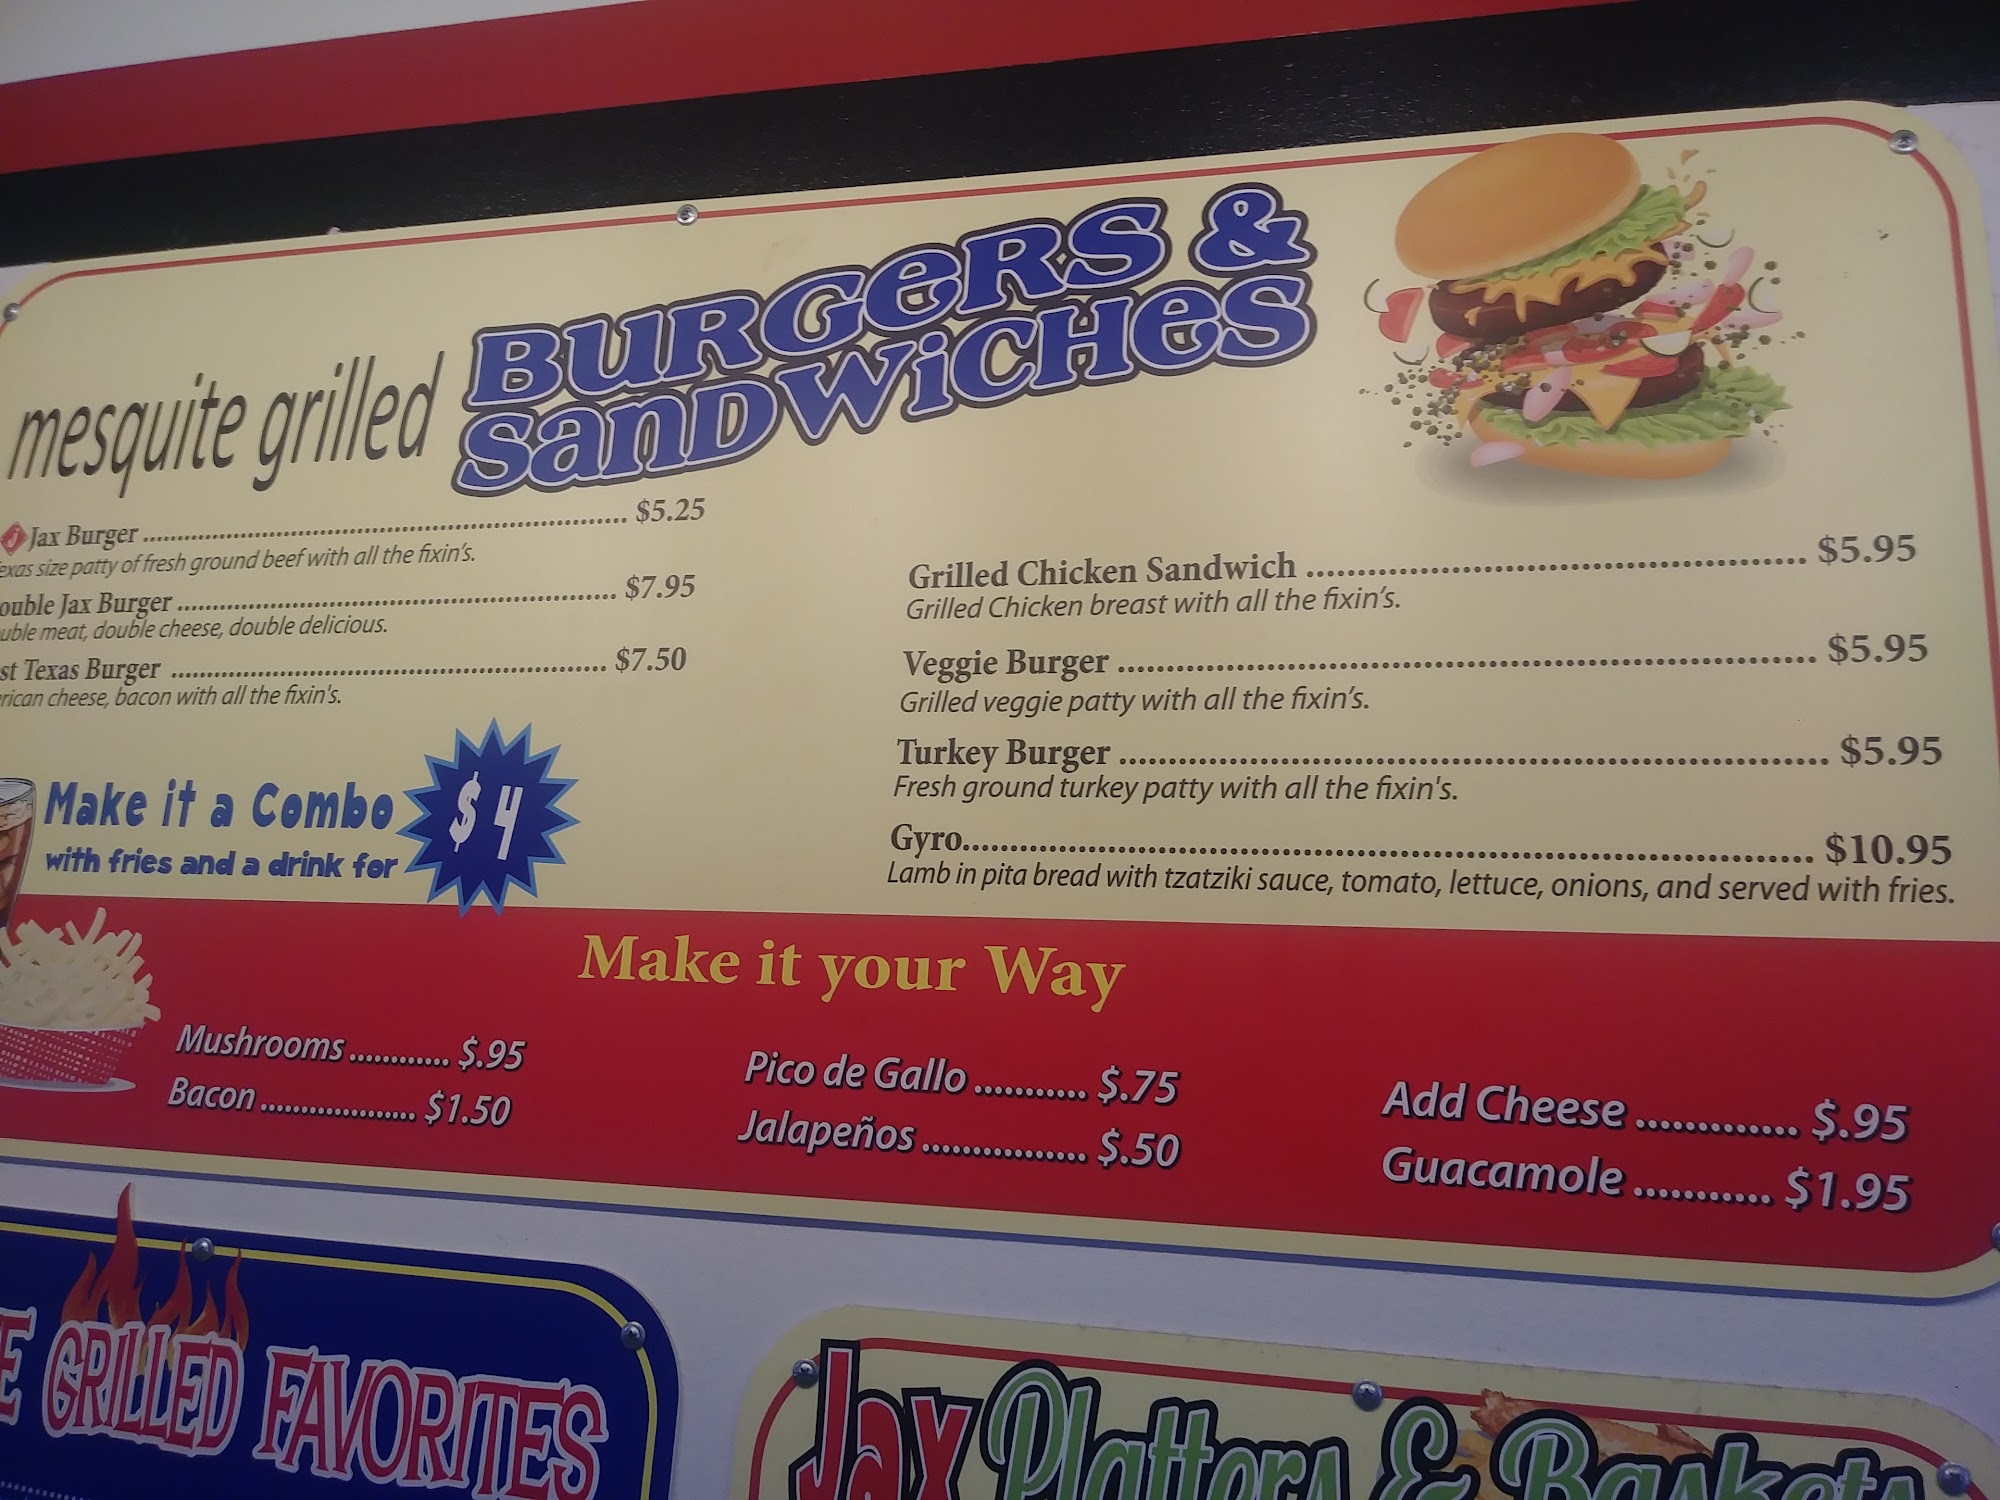 mesquite grilled
BURGERS &
SANDWICHES
J Jax Burger $5.25
size patty of fresh ground beef with all the fixin's.
Jax Burger $7.95
meat, double cheese, double delicious.
Texas Burger $7.50
cheese, bacon with all the fixin's.
Make it a Combo
with fries and a drink for
$4
Grilled Chicken Sandwich $5.95
Grilled Chicken breast with all the fixin's.
Veggie Burger $5.95
Grilled veggie patty with all the fixin's.
Turkey Burger $5.95
Fresh ground turkey patty with all the fixin's.
Gyro $10.95
Lamb in pita bread with tzatziki sauce, tomato, lettuce, onions, and served with fries.
Make it your Way
Mushrooms $.95
Bacon $1.50
Pico de Gallo $.75
Jalapeños $.50
Add Cheese $.95
Guacamole $1.95
GRILLED FAVORITES
Jax Platters & Baskets